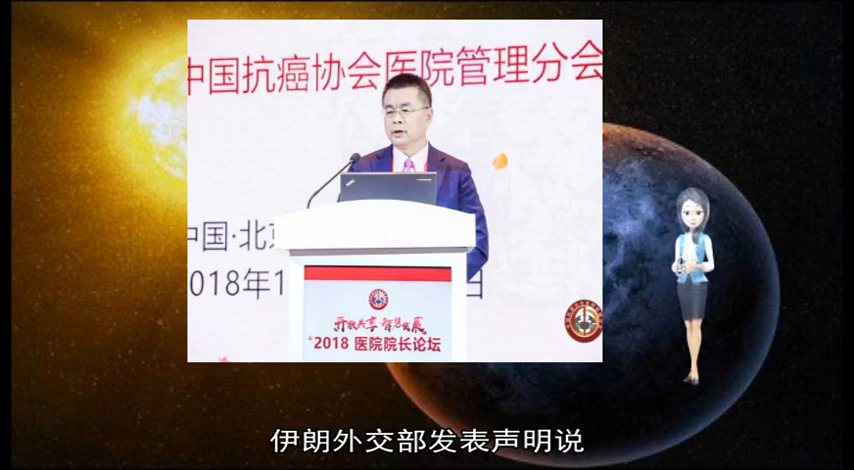 中国抗癌协会医院管理分会
中国·北京
2018年1
开放共享 智慧发展
2018 医院院长论坛
伊朗外交部发表声明说